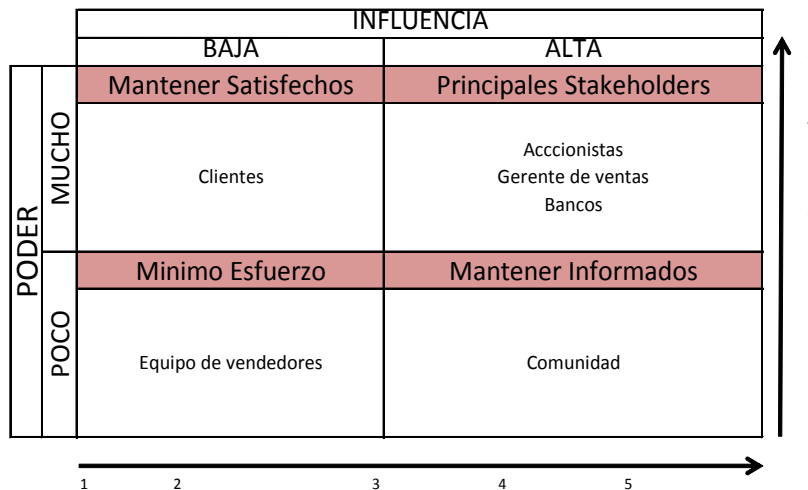 INFLUENCIA
BAJA
ALTA
PODER
MUCHO
Mantener Satisfechos
Principales Stakeholders
Clientes
Acccionistas
Gerente de ventas
Bancos
POCO
Minimo Esfuerzo
Mantener Informados
Equipo de vendedores
Comunidad
1 2 3 4 5